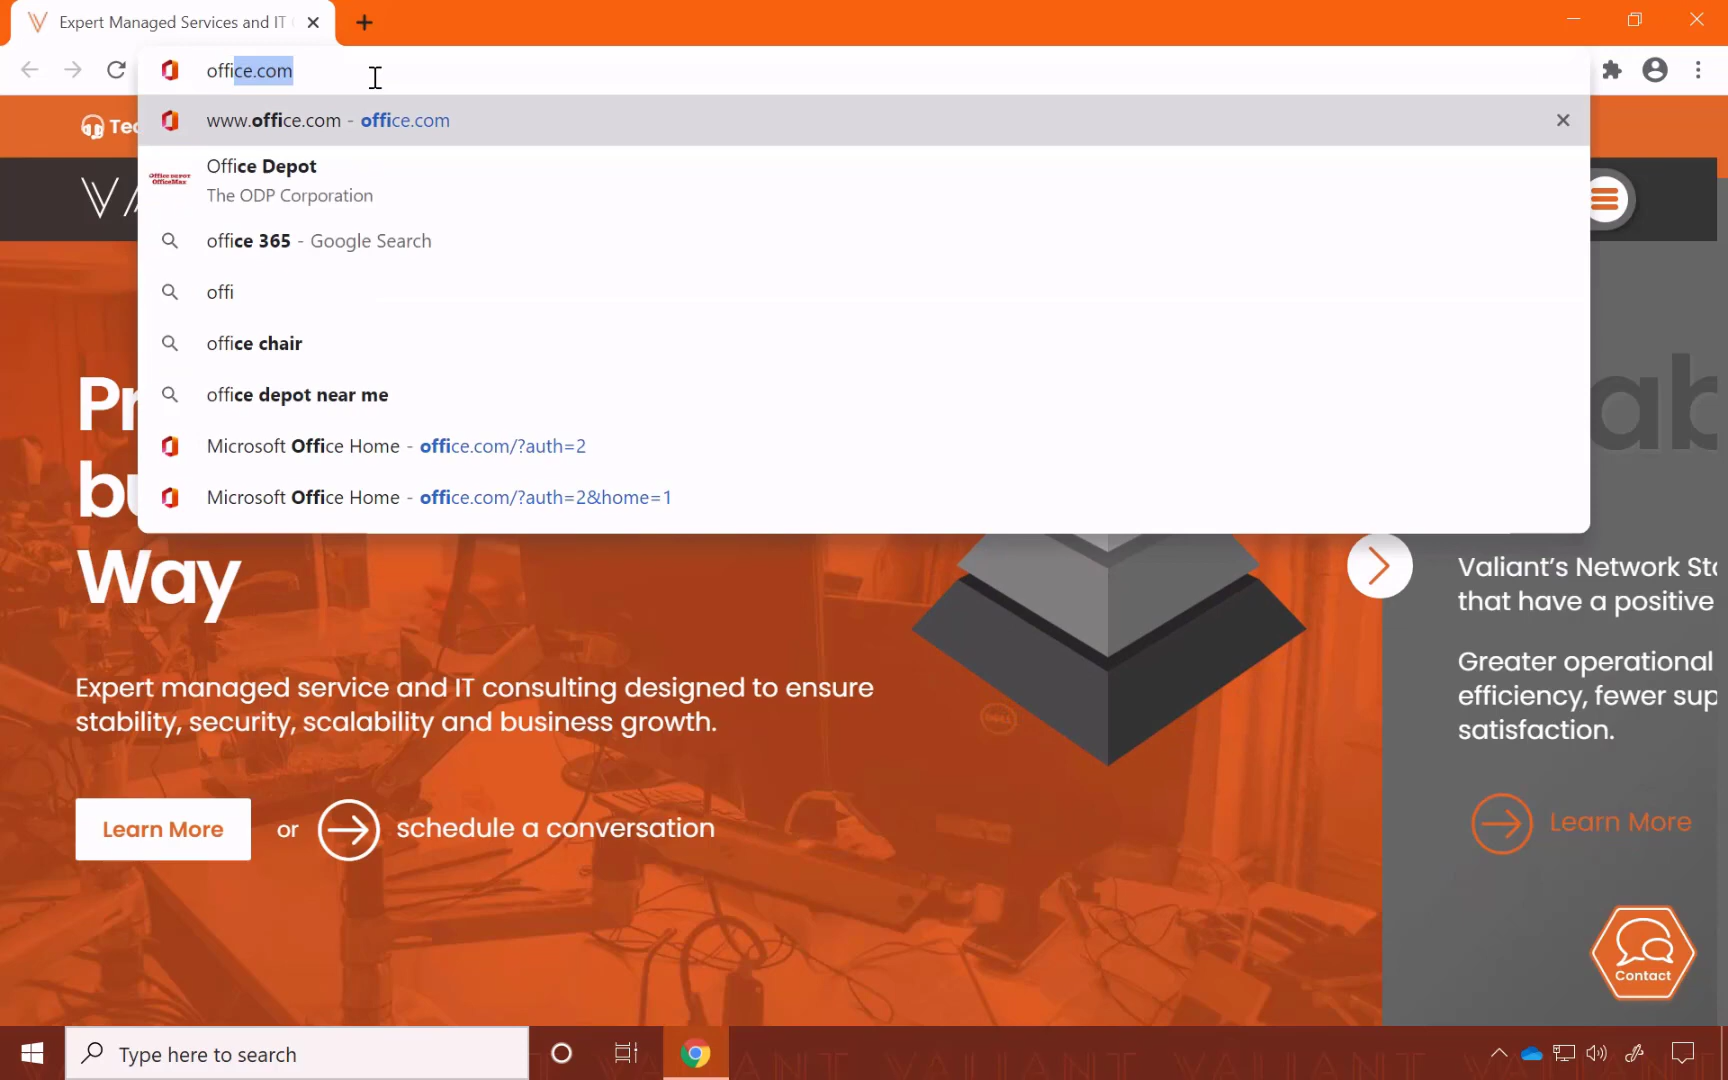 Expert Managed Services and IT
office.com
www.office.com - office.com
Office Depot
The ODP Corporation
office 365 - Google Search
offi
office chair
office depot near me
Microsoft Office Home - office.com/?auth=2
Microsoft Office Home - office.com/?auth=2&home=1
Way
Expert managed service and IT consulting designed to ensure
stability, security, scalability and business growth.
Learn More or schedule a conversation
Valiant's Network
that have a positive
Greater operational
efficiency, fewer
satisfaction.
Learn More
Contact
Type here to search
VALIANT